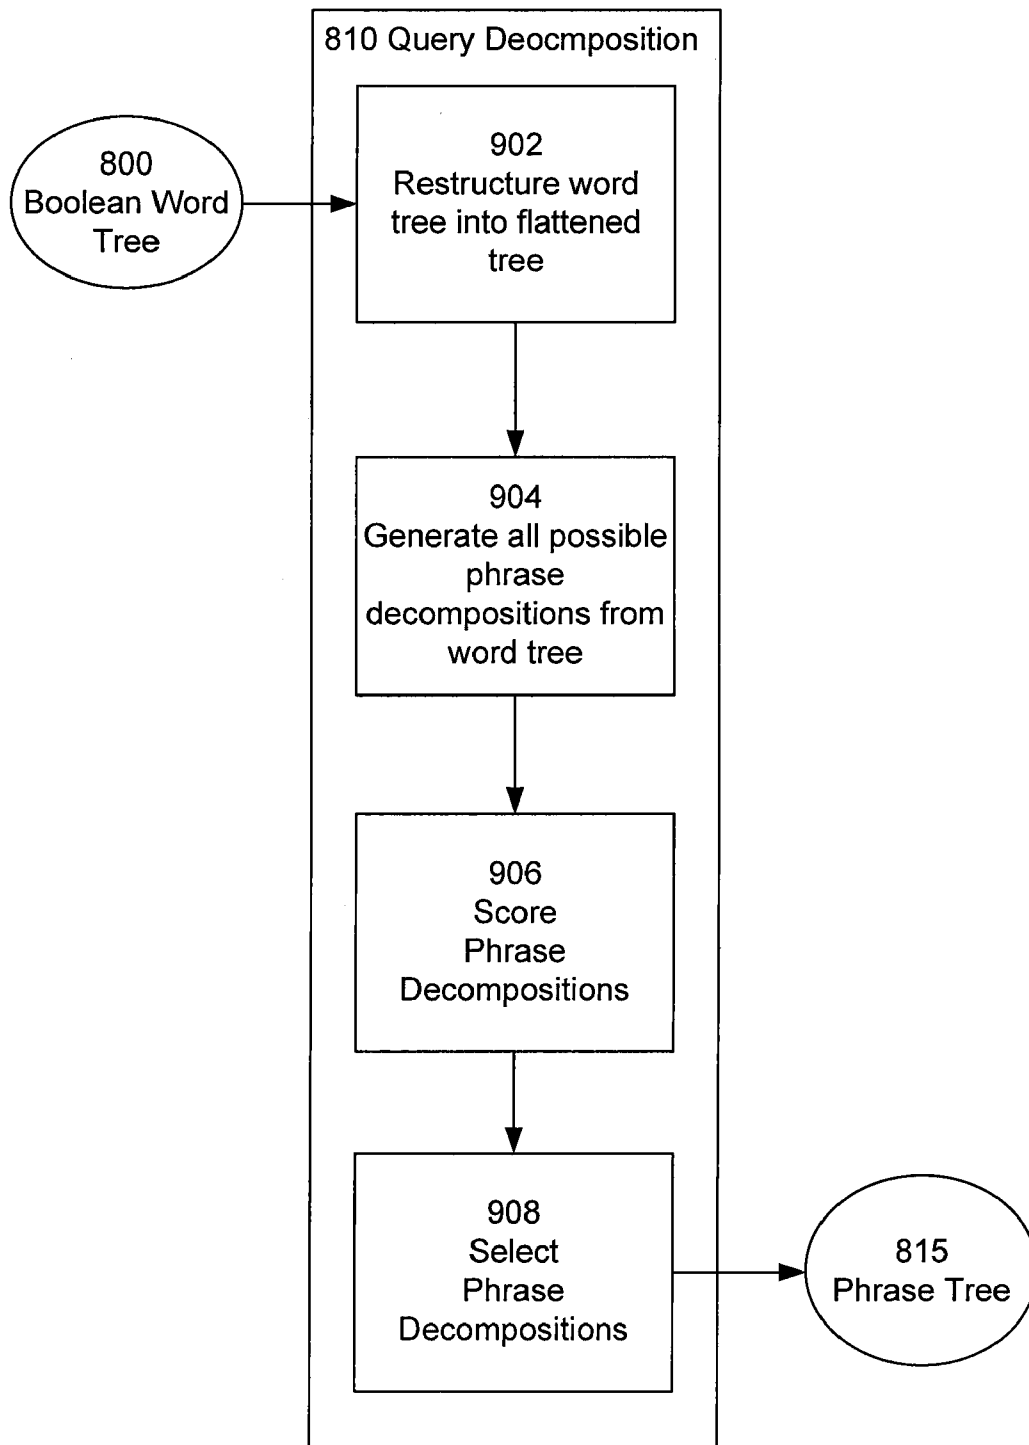 810 Query Deocmposition
800
Boolean Word
Tree
902
Restructure word
tree into flattened
tree
904
Generate all possible
phrase
decompositions from
word tree
906
Score
Phrase
Decompositions
908
Select
Phrase
Decompositions
815
Phrase Tree